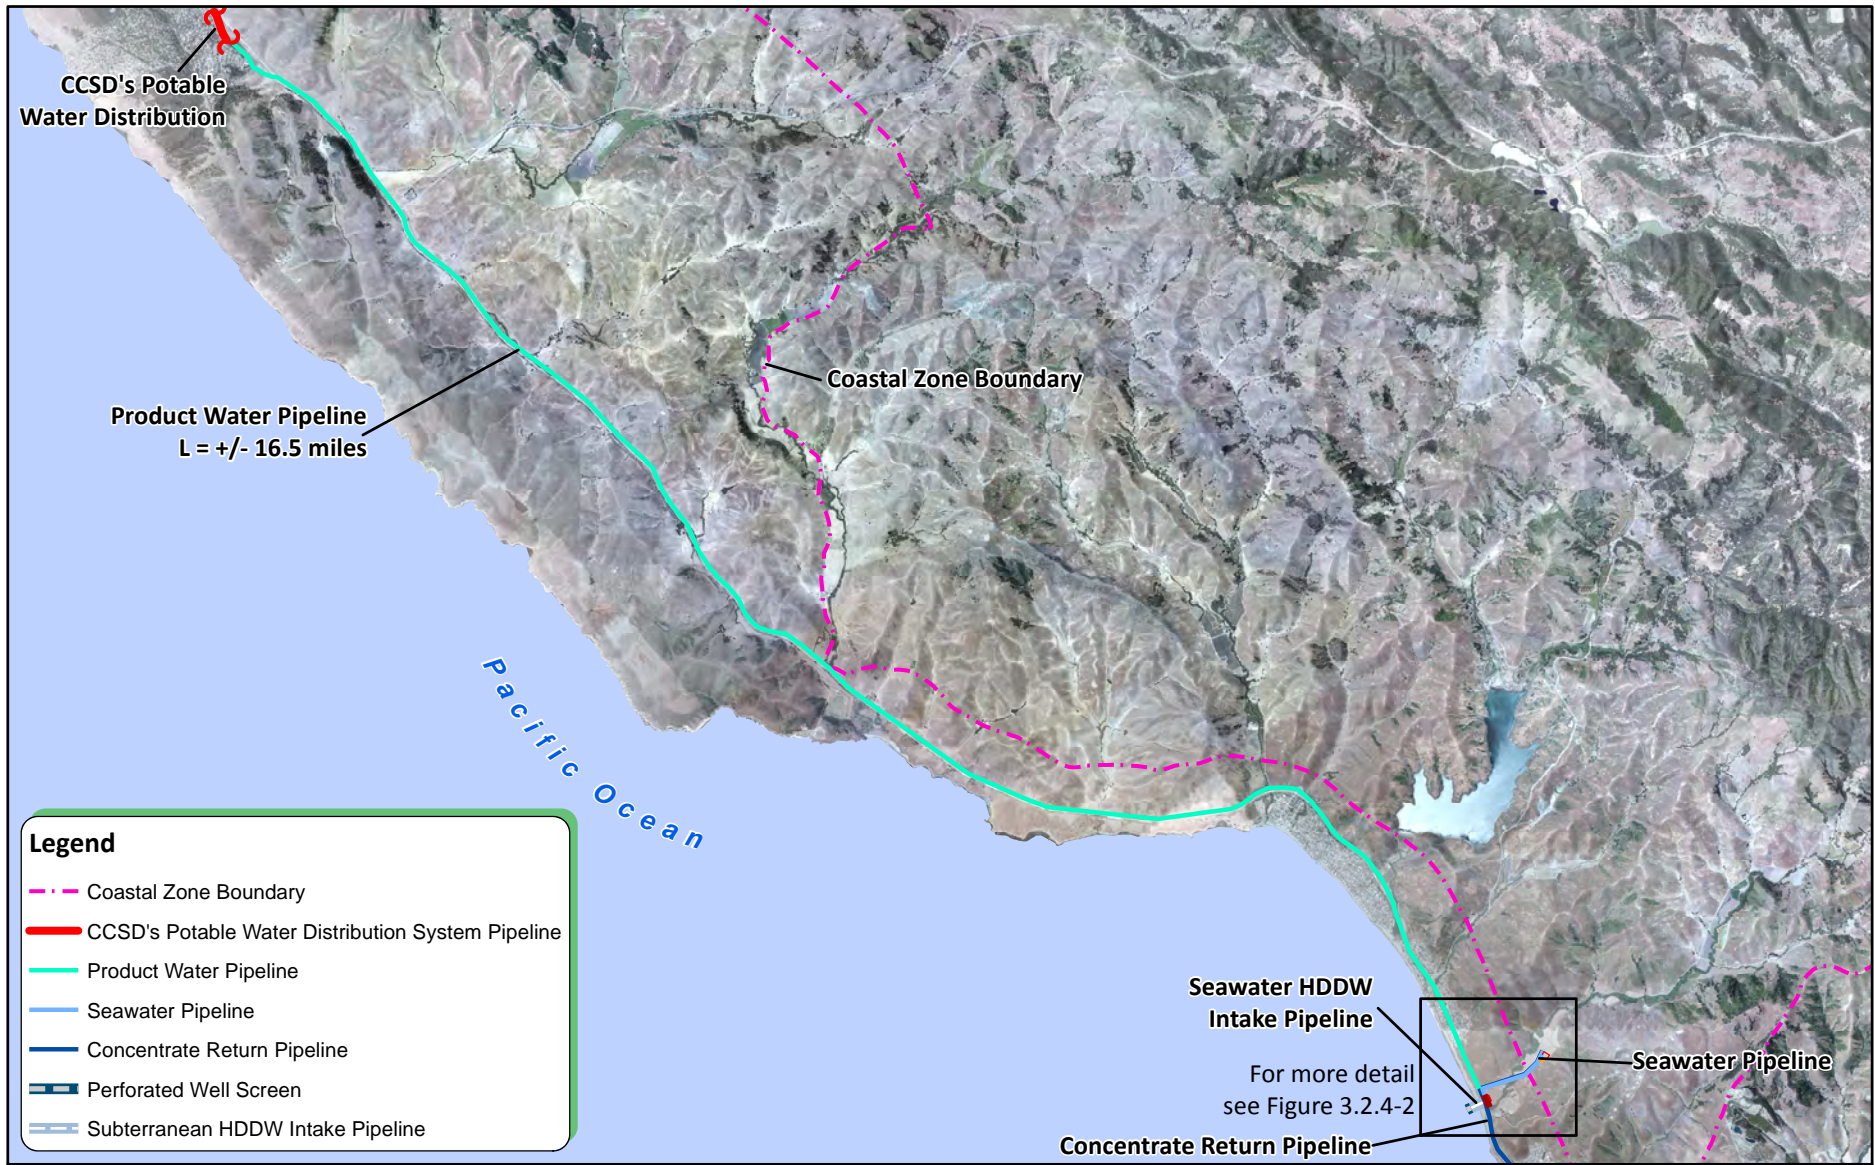 CCSD's Potable
Water Distribution
Coastal Zone Boundary
Product Water Pipeline
L = +/- 16.5 miles
Pacific Ocean
Legend
Coastal Zone Boundary
CCSD's Potable Water Distribution System Pipeline
Product Water Pipeline
Seawater Pipeline
Concentrate Return Pipeline
Perforated Well Screen
Subterranean HDDW Intake Pipeline
Seawater HDDW
Intake Pipeline
For more detail
see Figure 3.2.4-2
Seawater Pipeline
Concentrate Return Pipeline